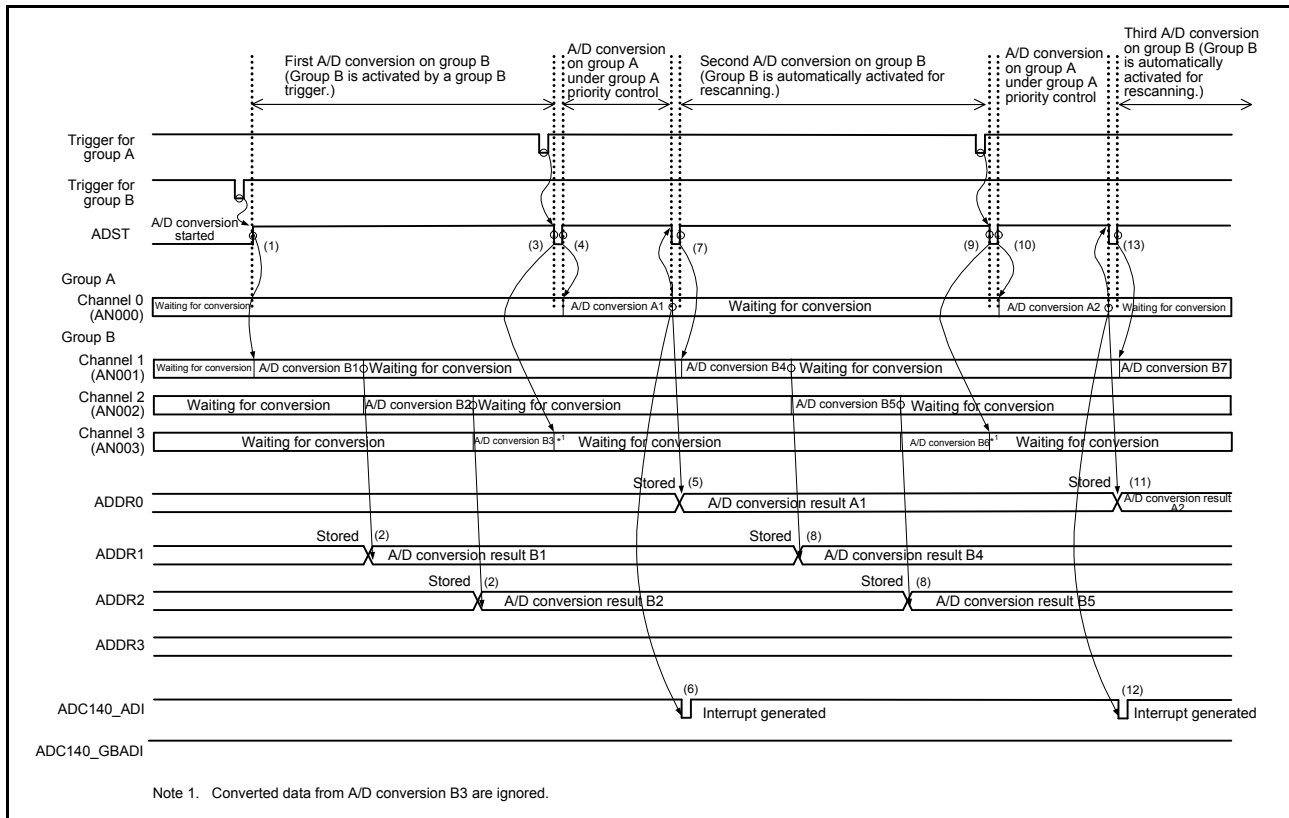 First A/D conversion on group B
(Group B is activated by a group B
trigger.)
A/D conversion
on group A
under group A
priority control
Second A/D conversion on group B
(Group B is automatically activated for
rescanning.)
A/D conversion
on group A
under group A
priority control
Third A/D conversion
on group B (Group B
is automatically
activated for
rescanning.)
Trigger for
group A
Trigger for
group B
ADST
A/D conversion
started
(1)
(3)
(4)
(7)
(9)
(10)
(13)
Group A
Channel 0
(AN000)
Waiting for conversion
A/D conversion A1
Waiting for conversion
A/D conversion A2
Waiting for conversion
Group B
Channel 1
(AN001)
Waiting for conversion
A/D conversion B1
Waiting for conversion
A/D conversion B4
Waiting for conversion
A/D conversion B7
Channel 2
(AN002)
Waiting for conversion
A/D conversion B2
Waiting for conversion
A/D conversion B5
Waiting for conversion
Channel 3
(AN003)
Waiting for conversion
A/D conversion B3 *1
Waiting for conversion
A/D conversion B6*1
Waiting for conversion
ADDR0
Stored
(5)
A/D conversion result A1
Stored
(11)
A/D conversion result
A2
ADDR1
Stored
(2)
A/D conversion result B1
Stored
(8)
A/D conversion result B4
ADDR2
Stored
(2)
A/D conversion result B2
Stored
(8)
A/D conversion result B5
ADDR3
ADC140_ADI
(6)
Interrupt generated
(12)
Interrupt generated
ADC140_GBADI
Note 1. Converted data from A/D conversion B3 are ignored.